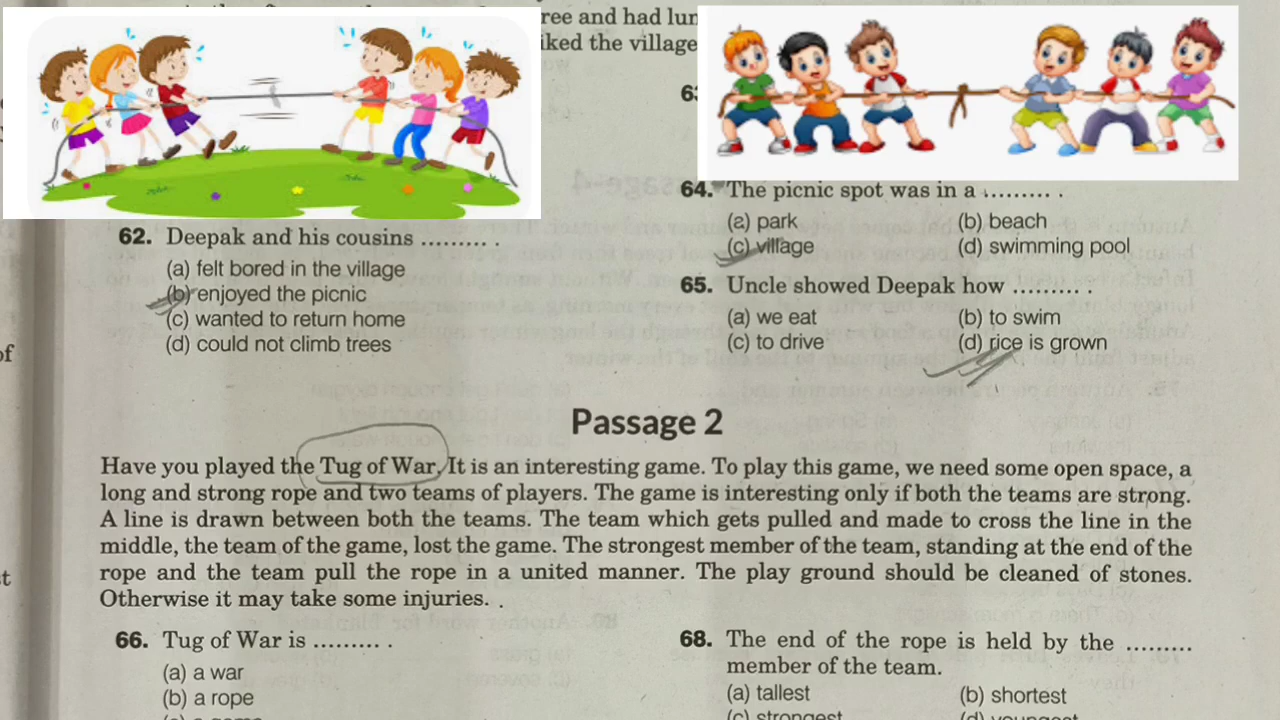 ree and had lun
iked the village
62. Deepak and his cousins ......... .
(a) felt bored in the village
(b) enjoyed the picnic
(c) wanted to return home
(d) could not climb trees
63
64. The picnic spot was in a ......... .
(a) park (b) beach
(c) village (d) swimming pool
65. Uncle showed Deepak how ......... .
(a) we eat (b) to swim
(c) to drive (d) rice is grown
of
t
Passage 2
Have you played the Tug of War. It is an interesting game. To play this game, we need some open space, a
long and strong rope and two teams of players. The game is interesting only if both the teams are strong.
A line is drawn between both the teams. The team which gets pulled and made to cross the line in the
middle, the team of the game, lost the game. The strongest member of the team, standing at the end of the
rope and the team pull the rope in a united manner. The play ground should be cleaned of stones.
Otherwise it may take some injuries. .
66. Tug of War is ......... .
(a) a war
(b) a rope
(c) a game
68. The end of the rope is held by the .........
member of the team.
(a) tallest (b) shortest
(c) strongest (d) youngest